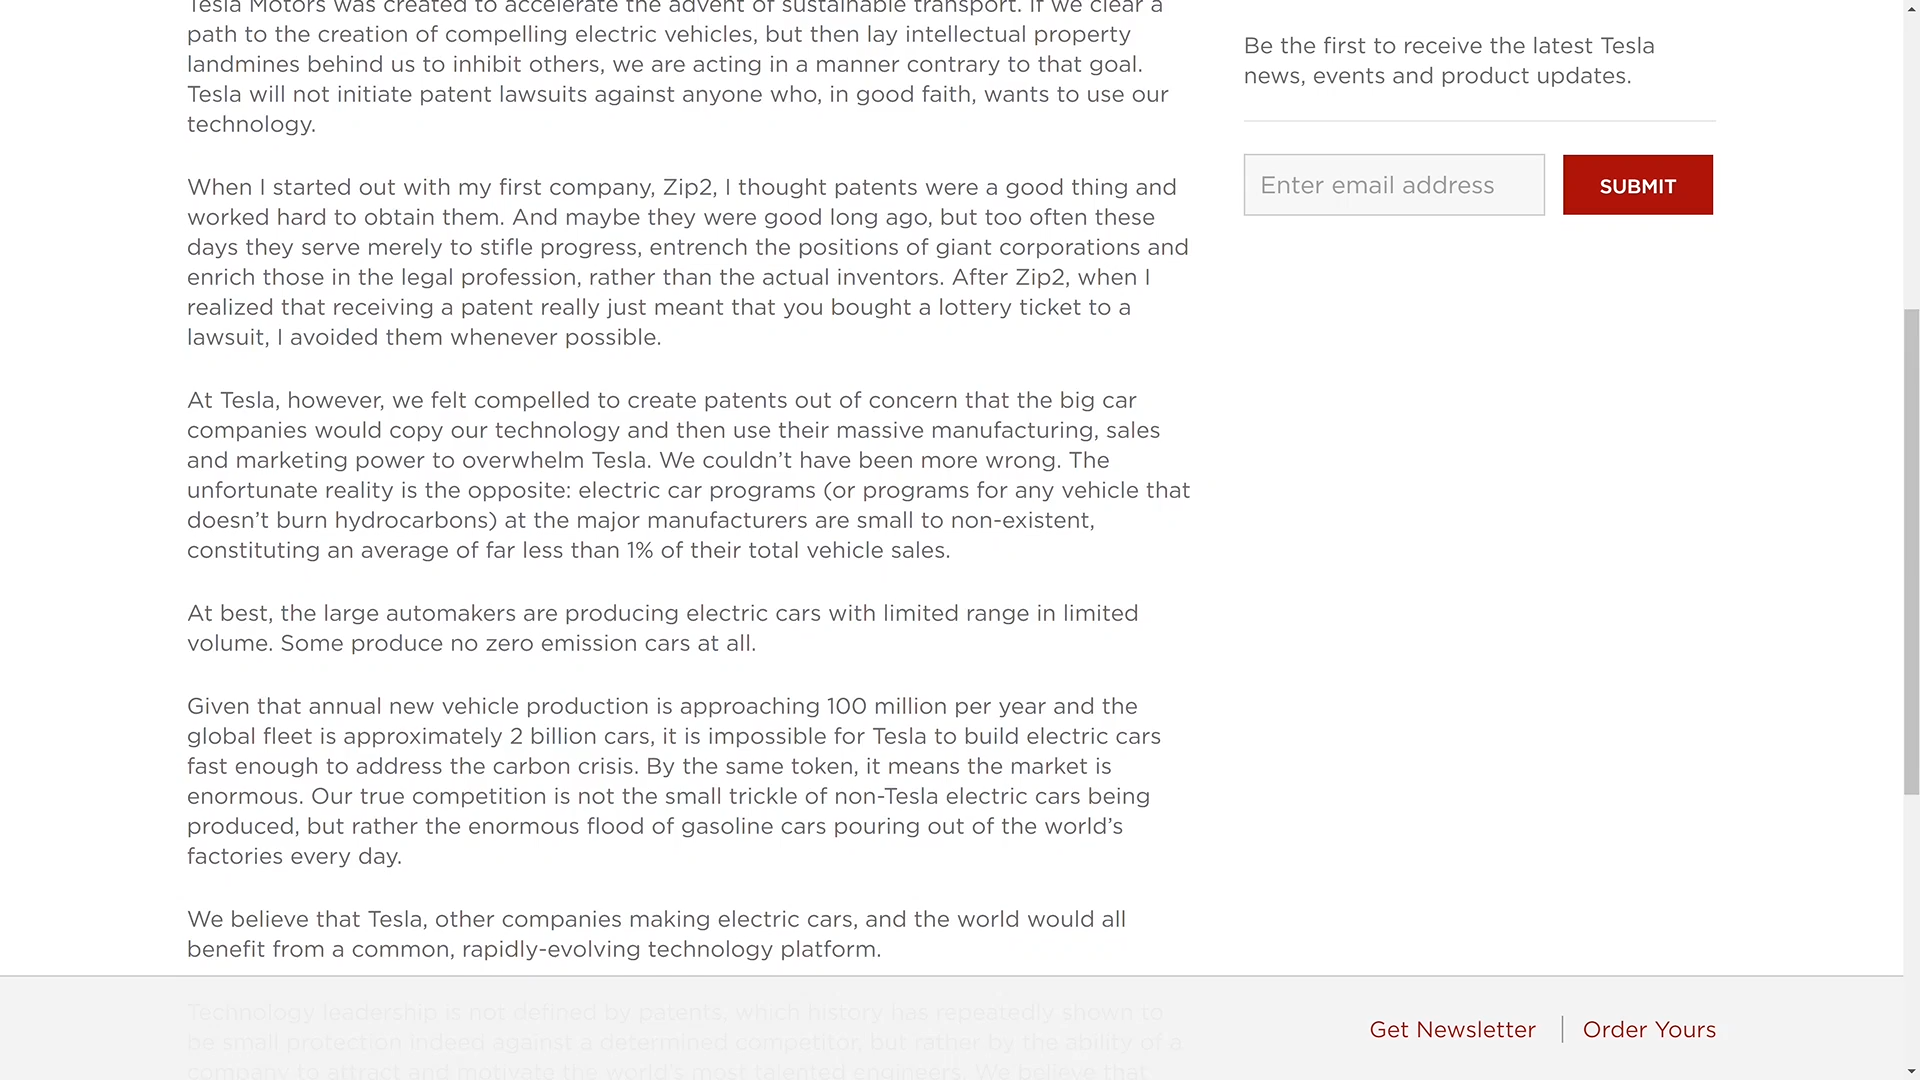 Tesla Motors was created to accelerate the advent of sustainable transport. If we clear a
path to the creation of compelling electric vehicles, but then lay intellectual property
landmines behind us to inhibit others, we are acting in a manner contrary to that goal.
Tesla will not initiate patent lawsuits against anyone who, in good faith, wants to use our
technology.
When I started out with my first company, Zip2, I thought patents were a good thing and
worked hard to obtain them. And maybe they were good long ago, but too often these
days they serve merely to stifle progress, entrench the positions of giant corporations and
enrich those in the legal profession, rather than the actual inventors. After Zip2, when I
realized that receiving a patent really just meant that you bought a lottery ticket to a
lawsuit, I avoided them whenever possible.
At Tesla, however, we felt compelled to create patents out of concern that the big car
companies would copy our technology and then use their massive manufacturing, sales
and marketing power to overwhelm Tesla. We couldn’t have been more wrong. The
unfortunate reality is the opposite: electric car programs (or programs for any vehicle that
doesn’t burn hydrocarbons) at the major manufacturers are small to non-existent,
constituting an average of far less than 1% of their total vehicle sales.
At best, the large automakers are producing electric cars with limited range in limited
volume. Some produce no zero emission cars at all.
Given that annual new vehicle production is approaching 100 million per year and the
global fleet is approximately 2 billion cars, it is impossible for Tesla to build electric cars
fast enough to address the carbon crisis. By the same token, it means the market is
enormous. Our true competition is not the small trickle of non-Tesla electric cars being
produced, but rather the enormous flood of gasoline cars pouring out of the world’s
factories every day.
We believe that Tesla, other companies making electric cars, and the world would all
benefit from a common, rapidly-evolving technology platform.
Technology leadership is not defined by patents, which history has repeatedly shown to
be small protection indeed against a determined competitor, but rather by the ability of a
company to attract and motivate the world’s most talented engineers. We believe that
Be the first to receive the latest Tesla
news, events and product updates.
Enter email address
SUBMIT
Get Newsletter
Order Yours